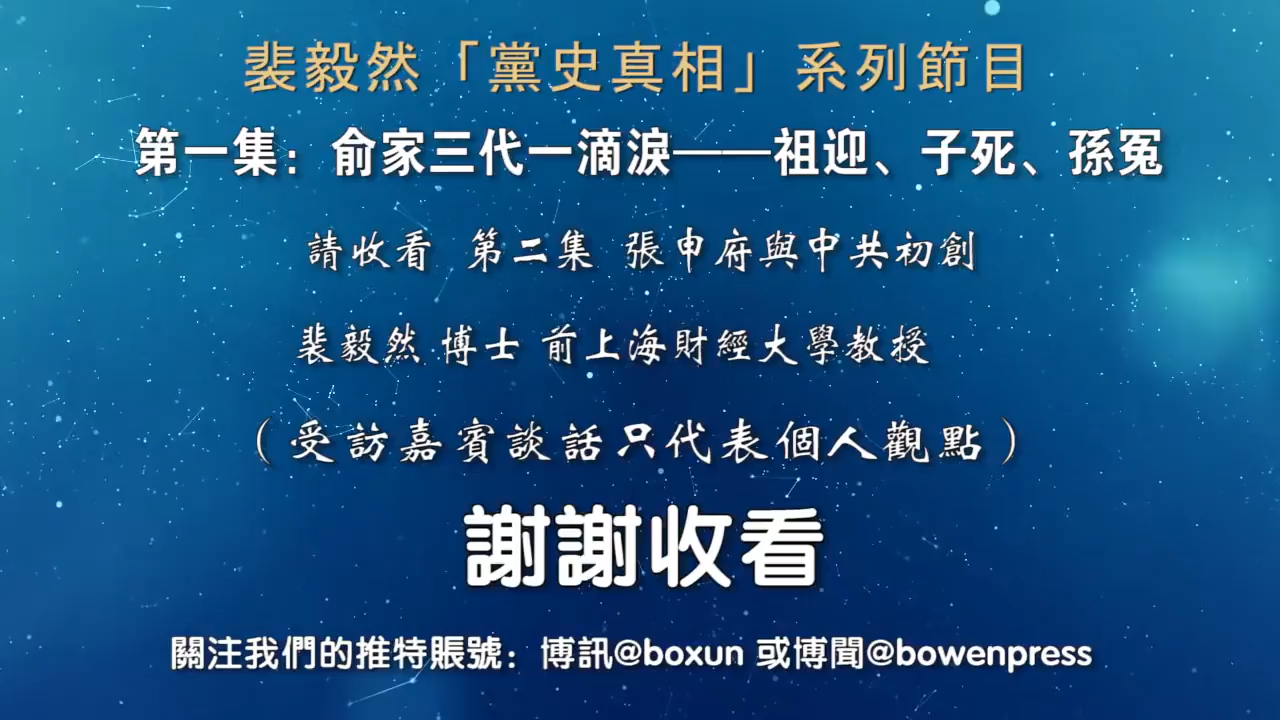 裴毅然「黨史真相」系列節目
第一集：俞家三代一滴淚——祖迎、子死、孫冤
請收看 第二集 張申府與中共初創
裴毅然 博士 前上海財經大學教授
（受訪嘉賓談話只代表個人觀點）
謝謝收看
關注我們的推特賬號：博訊@boxun 或博聞@bowenpress